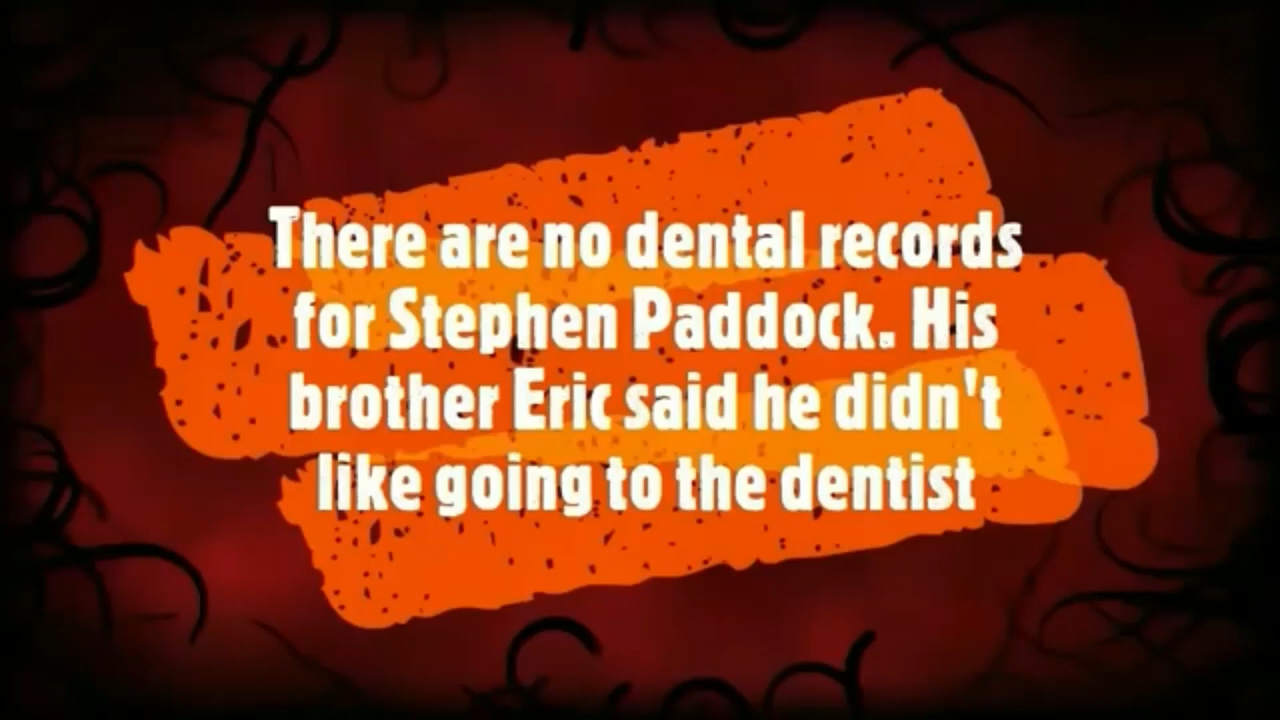 There are no dental records
for Stephen Paddock. His
brother Eric said he didn't
like going to the dentist